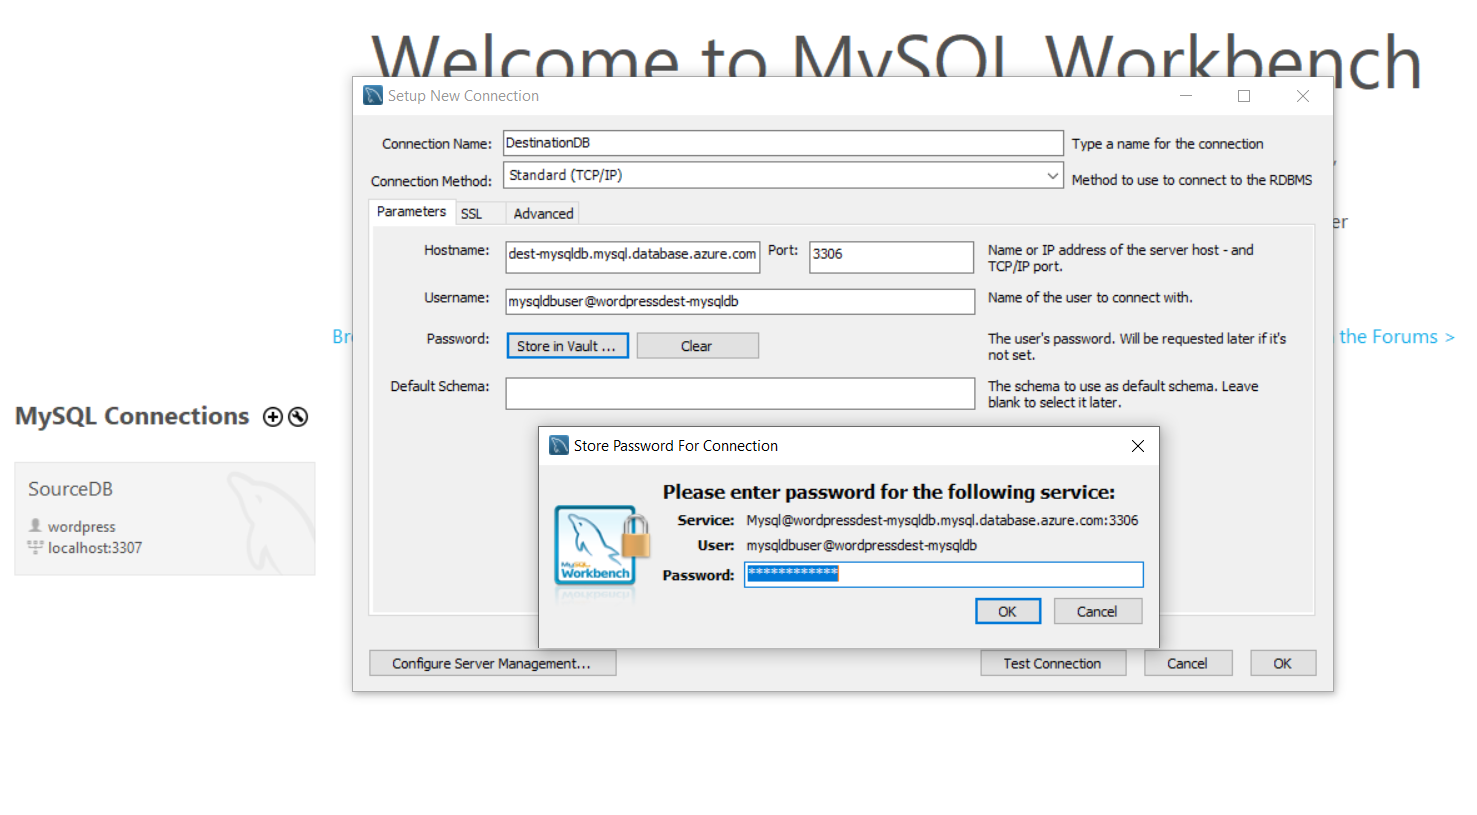 Welcome to MySQL Workbench
Setup New Connection
Connection Name: DestinationDB Type a name for the connection
Connection Method: Standard (TCP/IP) Method to use to connect to the RDBMS
Parameters SSL Advanced
Hostname: dest-mysqldb.mysql.database.azure.com Port: 3306 Name or IP address of the server host - and
TCP/IP port.
Username: mysqldbuser@wordpressdest-mysqldb Name of the user to connect with.
Password: Store in Vault ... Clear The user's password. Will be requested later if it's
not set.
the Forums >
Default Schema: The schema to use as default schema. Leave
blank to select it later.
MySQL Connections
SourceDB
wordpress
localhost:3307
Store Password For Connection
Please enter password for the following service:
Service: Mysql@wordpressdest-mysqldb.mysql.database.azure.com:3306
User: mysqldbuser@wordpressdest-mysqldb
MySQL
Workbench
Password: ************
OK Cancel
Configure Server Management... Test Connection Cancel OK